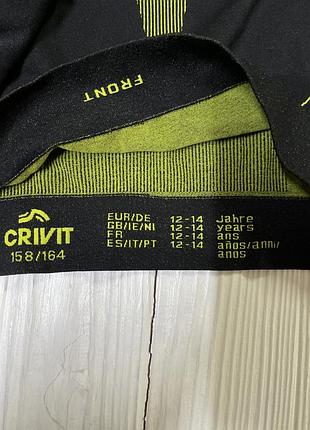 FRONT
CRIVIT
158/164
EUR/DE 12-14 Jahre
GB/IE/NI 12-14 years
FR 12-14 ans
ES/IT/PT 12-14 años/anni/
anos